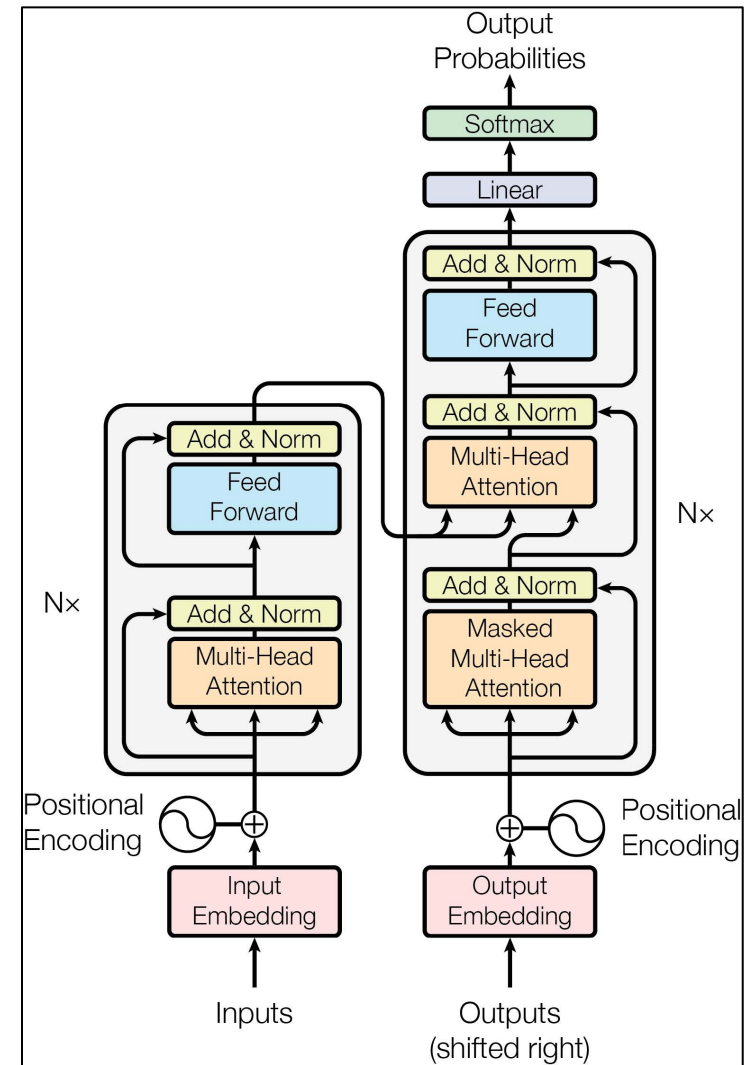 Output
Probabilities
Softmax
Linear
Add & Norm
Feed
Forward
Add & Norm
Multi-Head
Attention
Add & Norm
Masked
Multi-Head
Attention
Nx
Add & Norm
Feed
Forward
Add & Norm
Multi-Head
Attention
Nx
Positional
Encoding
Positional
Encoding
Input
Embedding
Output
Embedding
Inputs
Outputs
(shifted right)